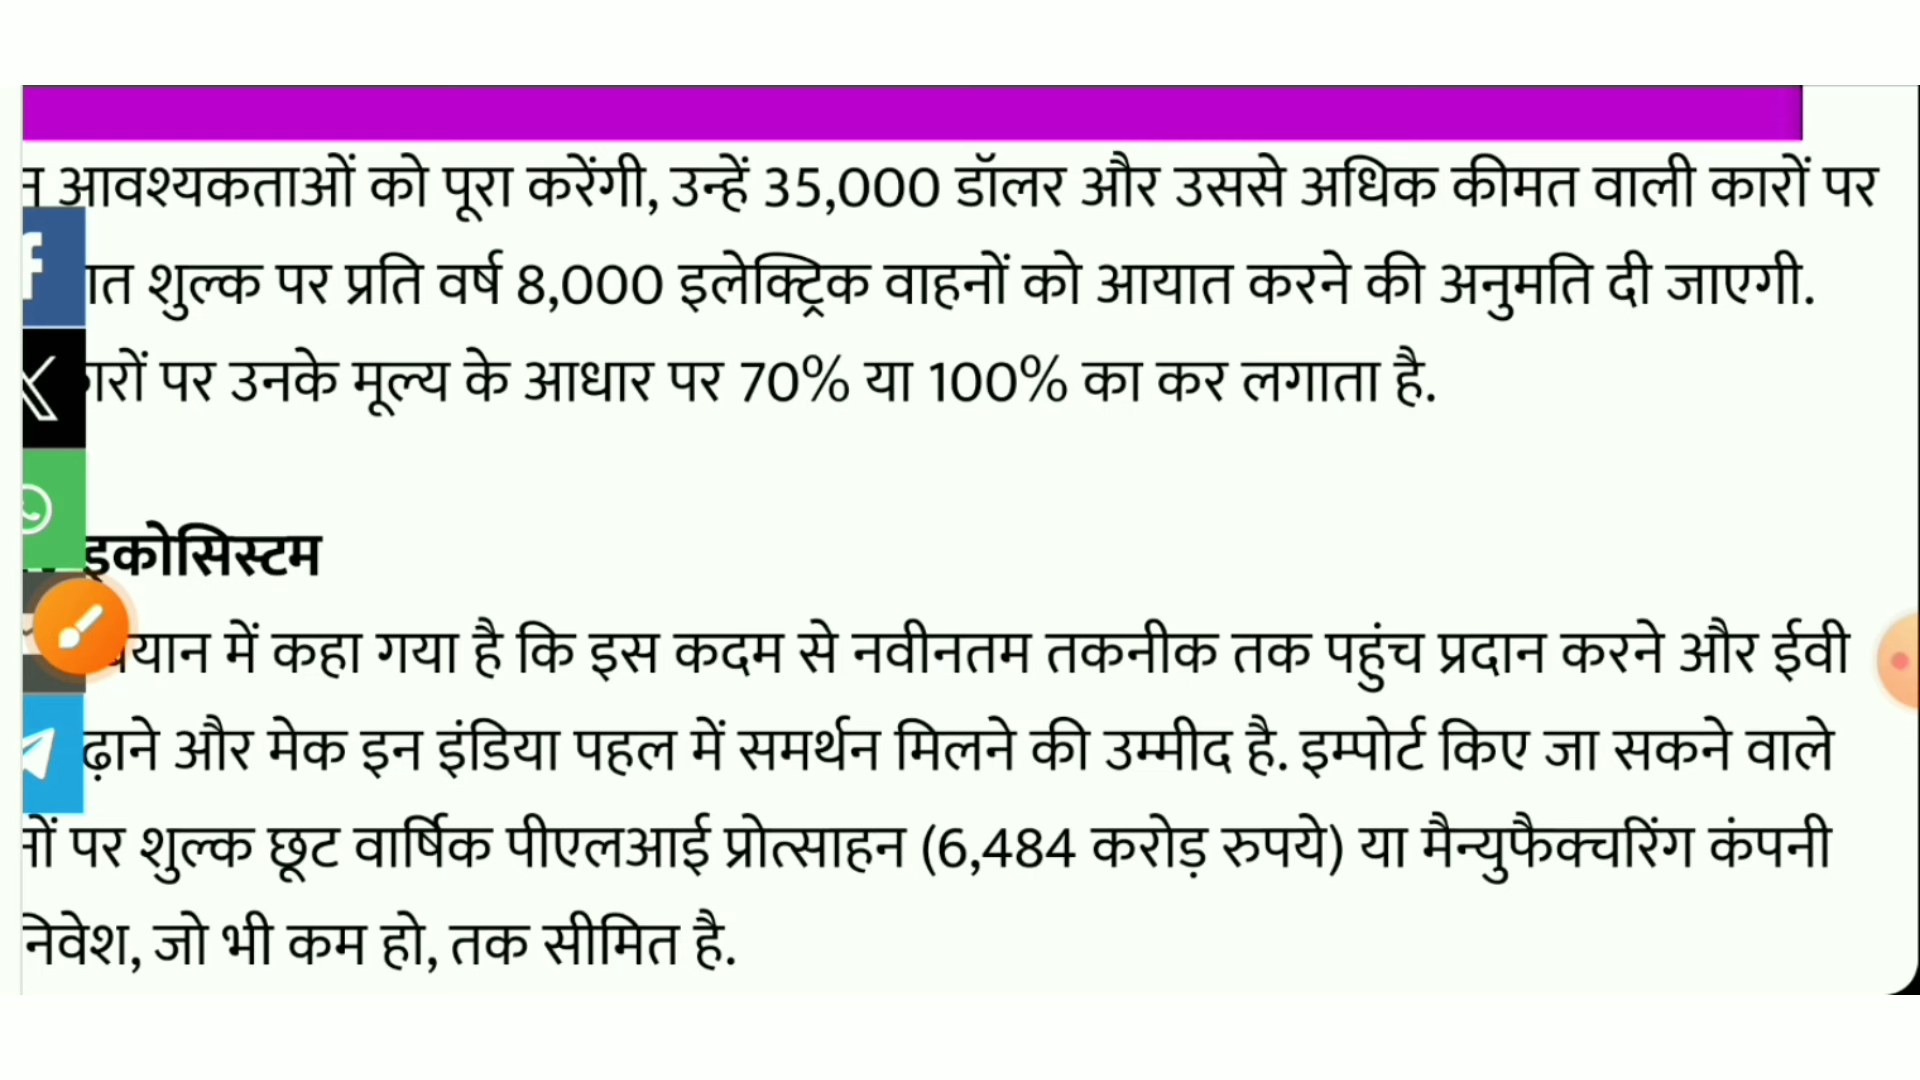 आवश्यकताओं को पूरा करेंगी, उन्हें 35,000 डॉलर और उससे अधिक कीमत वाली कारों पर
शुल्क पर प्रति वर्ष 8,000 इलेक्ट्रिक वाहनों को आयात करने की अनुमति दी जाएगी.
पर उनके मूल्य के आधार पर 70% या 100% का कर लगाता है.
इकोसिस्टम
में कहा गया है कि इस कदम से नवीनतम तकनीक तक पहुंच प्रदान करने और ईवी
और मेक इन इंडिया पहल में समर्थन मिलने की उम्मीद है. इम्पोर्ट किए जा सकने वाले
पर शुल्क छूट वार्षिक पीएलआई प्रोत्साहन (6,484 करोड़ रुपये) या मैन्युफैक्चरिंग कंपनी
निवेश, जो भी कम हो, तक सीमित है.